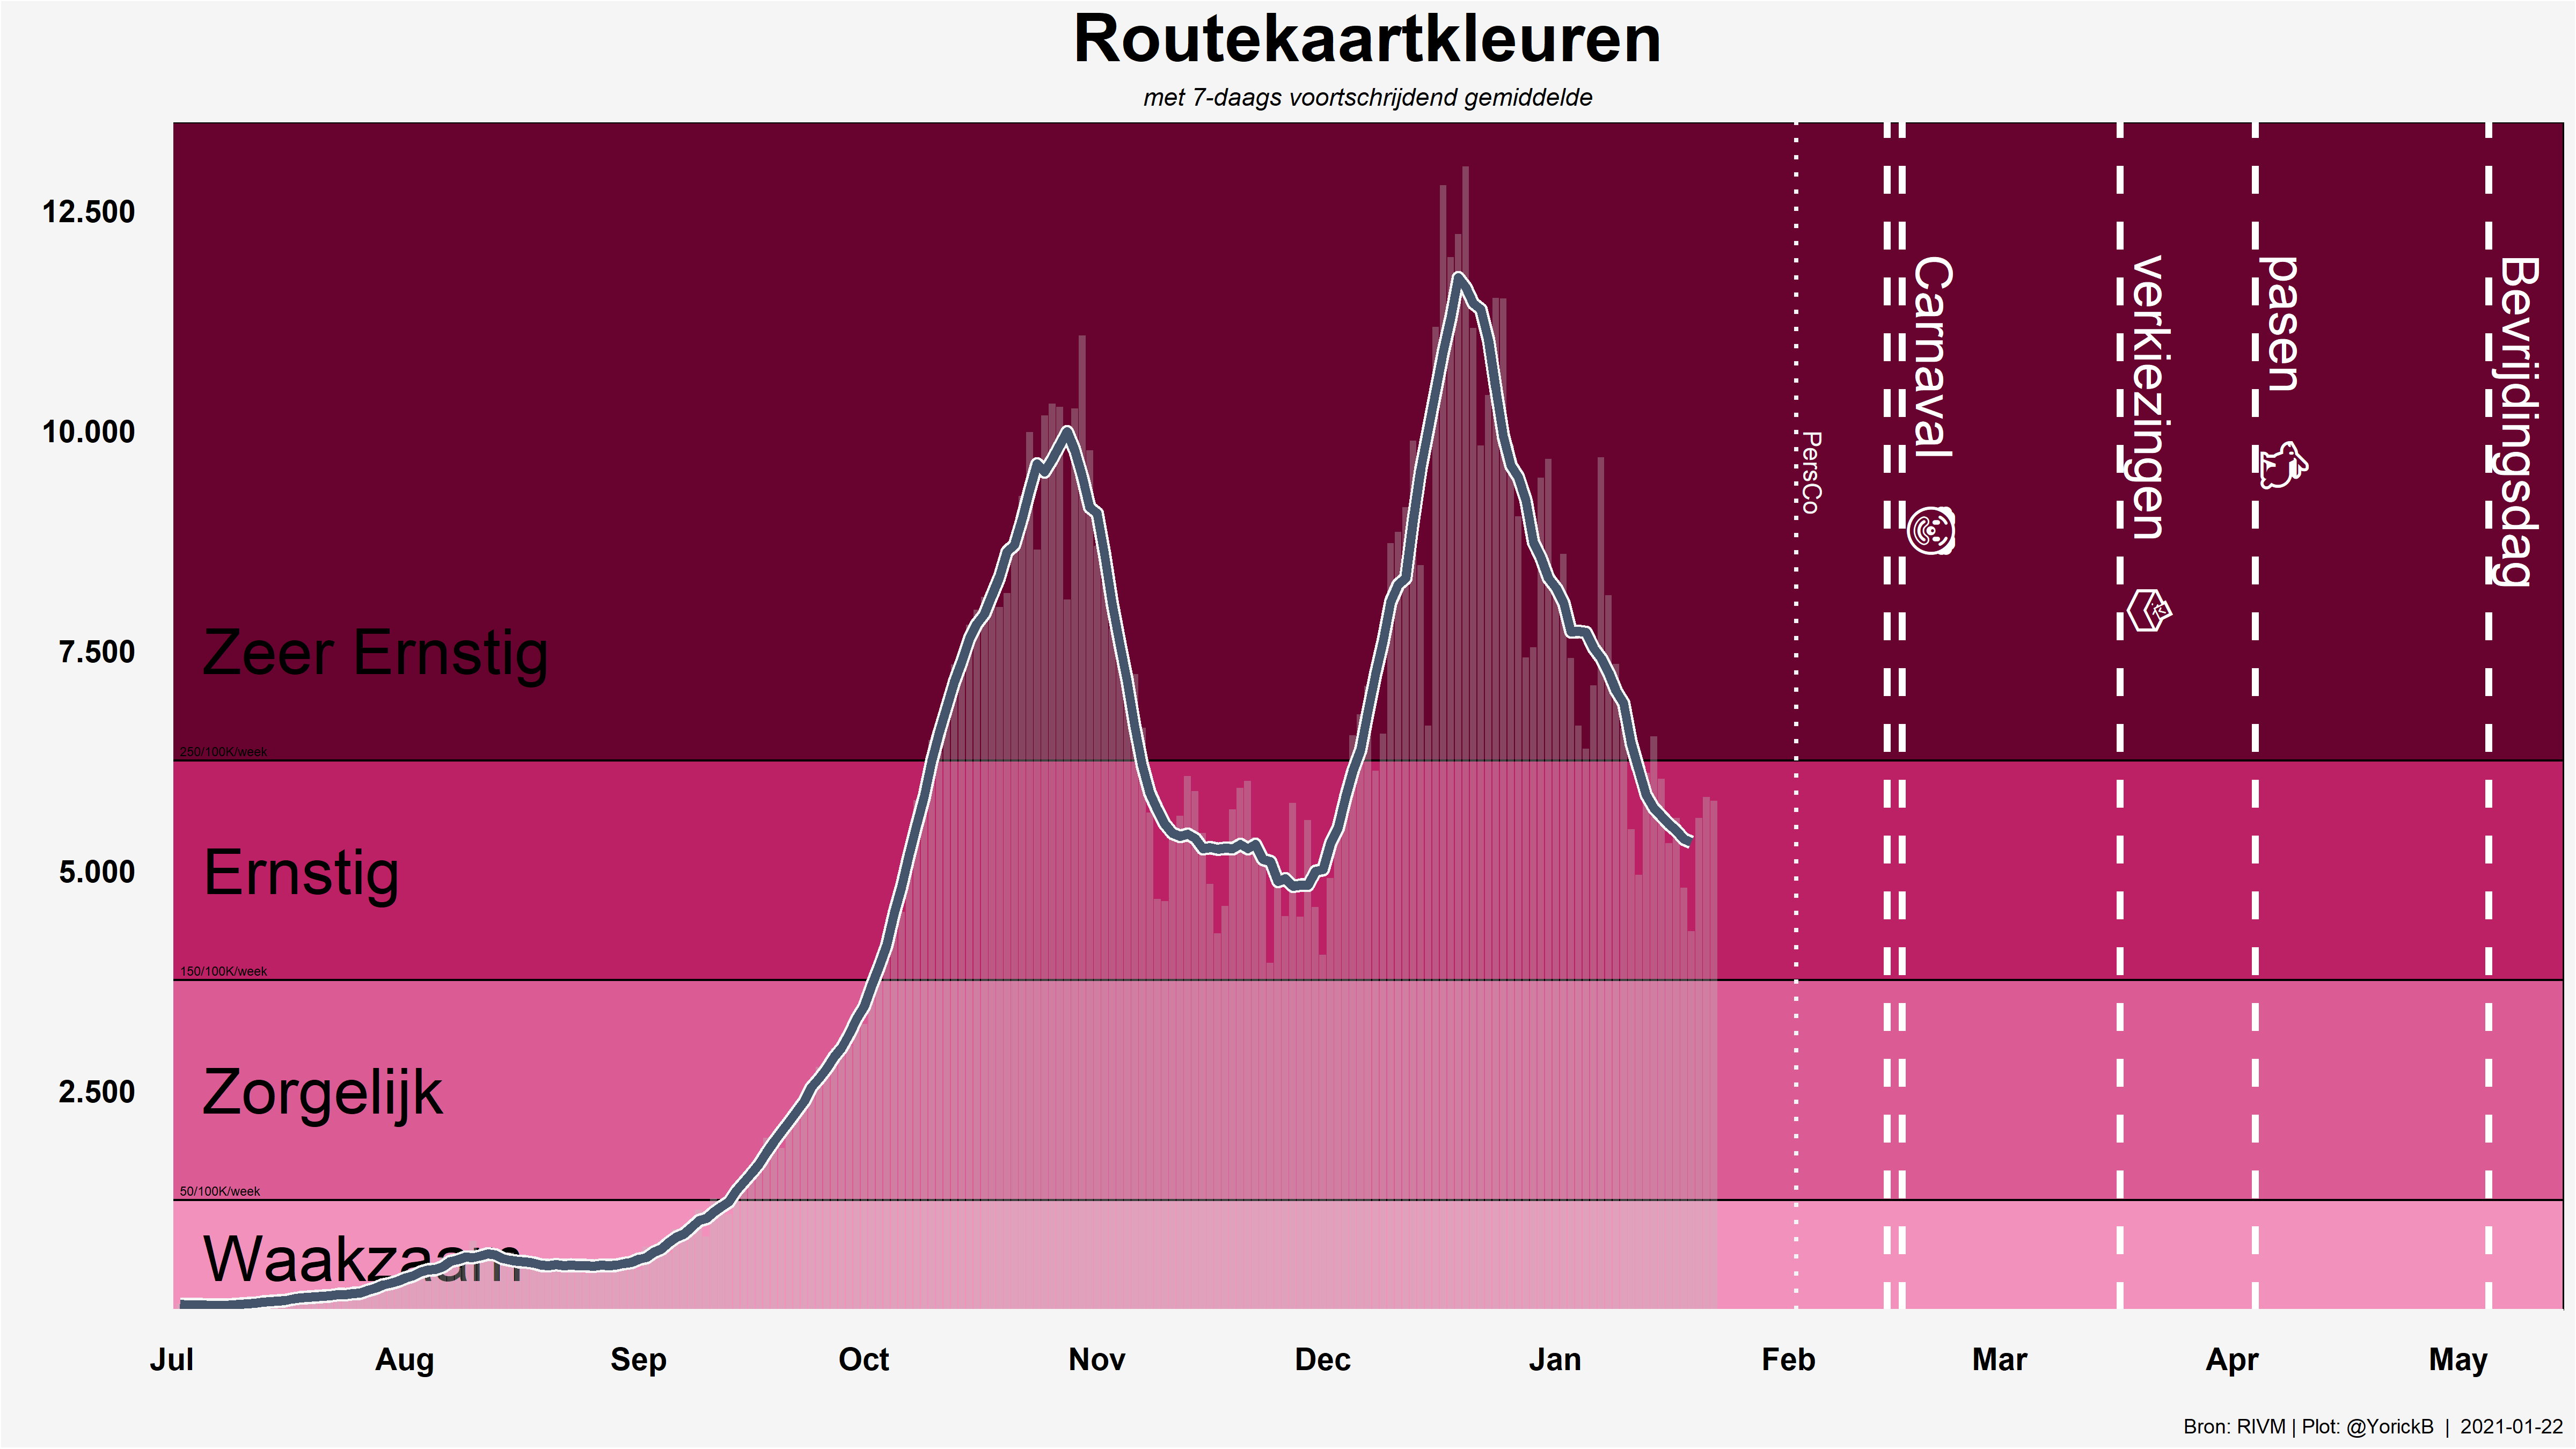 Routekaartkleuren
met 7-daags voortschrijdend gemiddelde
12.500
10.000
7.500
5.000
2.500
Zeer Ernstig
250/100K/week
Ernstig
150/100K/week
Zorgelijk
50/100K/week
Waakzaam
PersCo
Carnaval
verkiezingen
pasen
Bevrijdingsdag
Jul
Aug
Sep
Oct
Nov
Dec
Jan
Feb
Mar
Apr
May
Bron: RIVM | Plot: @YorickB | 2021-01-22